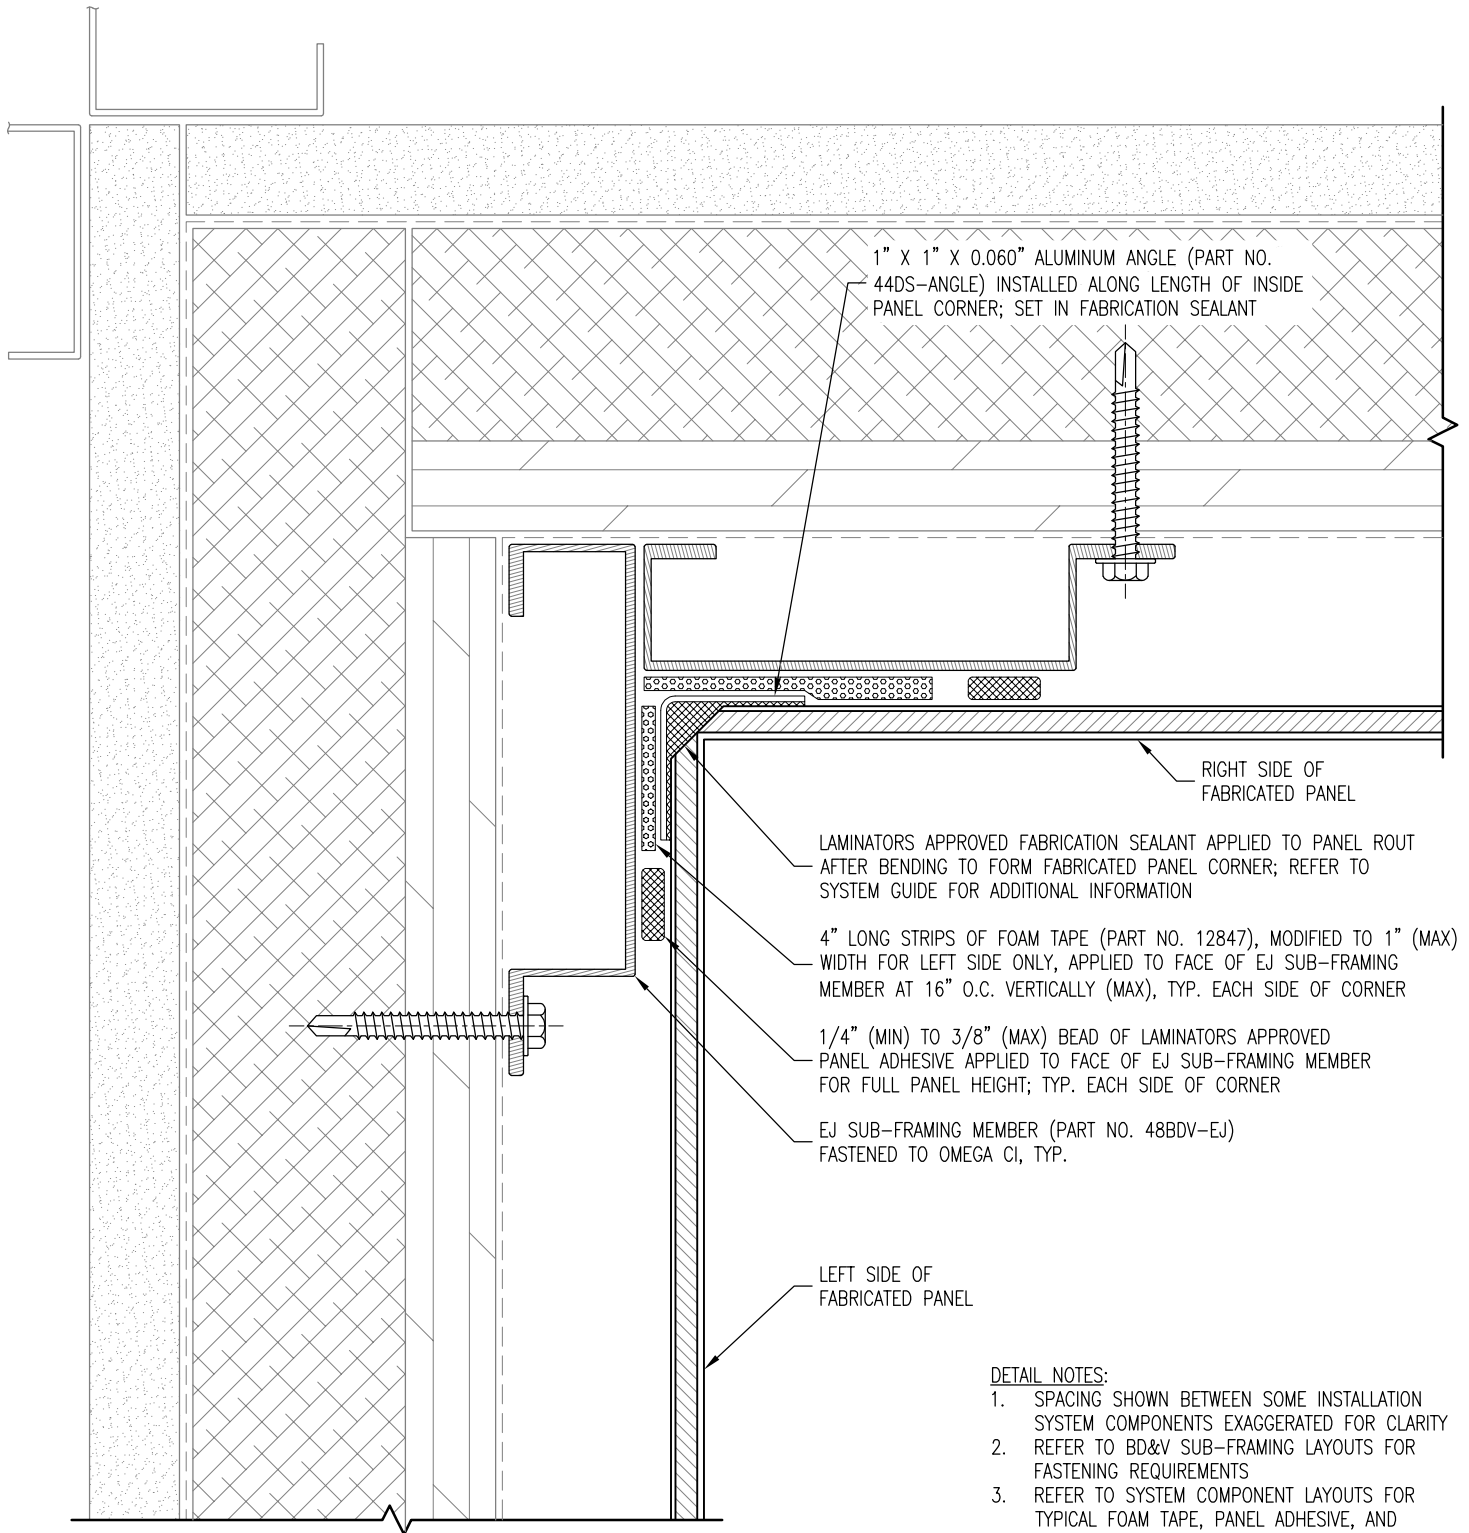 1" X 1" X 0.060" ALUMINUM ANGLE (PART NO.
44DS-ANGLE) INSTALLED ALONG LENGTH OF INSIDE
PANEL CORNER; SET IN FABRICATION SEALANT
RIGHT SIDE OF
FABRICATED PANEL
LAMINATORS APPROVED FABRICATION SEALANT APPLIED TO PANEL ROUT
AFTER BENDING TO FORM FABRICATED PANEL CORNER; REFER TO
SYSTEM GUIDE FOR ADDITIONAL INFORMATION
4" LONG STRIPS OF FOAM TAPE (PART NO. 12847), MODIFIED TO 1" (MAX)
WIDTH FOR LEFT SIDE ONLY, APPLIED TO FACE OF EJ SUB-FRAMING
MEMBER AT 16" O.C. VERTICALLY (MAX), TYP. EACH SIDE OF CORNER
1/4" (MIN) TO 3/8" (MAX) BEAD OF LAMINATORS APPROVED
PANEL ADHESIVE APPLIED TO FACE OF EJ SUB-FRAMING MEMBER
FOR FULL PANEL HEIGHT; TYP. EACH SIDE OF CORNER
EJ SUB-FRAMING MEMBER (PART NO. 48BDV-EJ)
FASTENED TO OMEGA CI, TYP.
LEFT SIDE OF
FABRICATED PANEL
DETAIL NOTES:
1. SPACING SHOWN BETWEEN SOME INSTALLATION
SYSTEM COMPONENTS EXAGGERATED FOR CLARITY
2. REFER TO BD&V SUB-FRAMING LAYOUTS FOR
FASTENING REQUIREMENTS
3. REFER TO SYSTEM COMPONENT LAYOUTS FOR
TYPICAL FOAM TAPE, PANEL ADHESIVE, AND